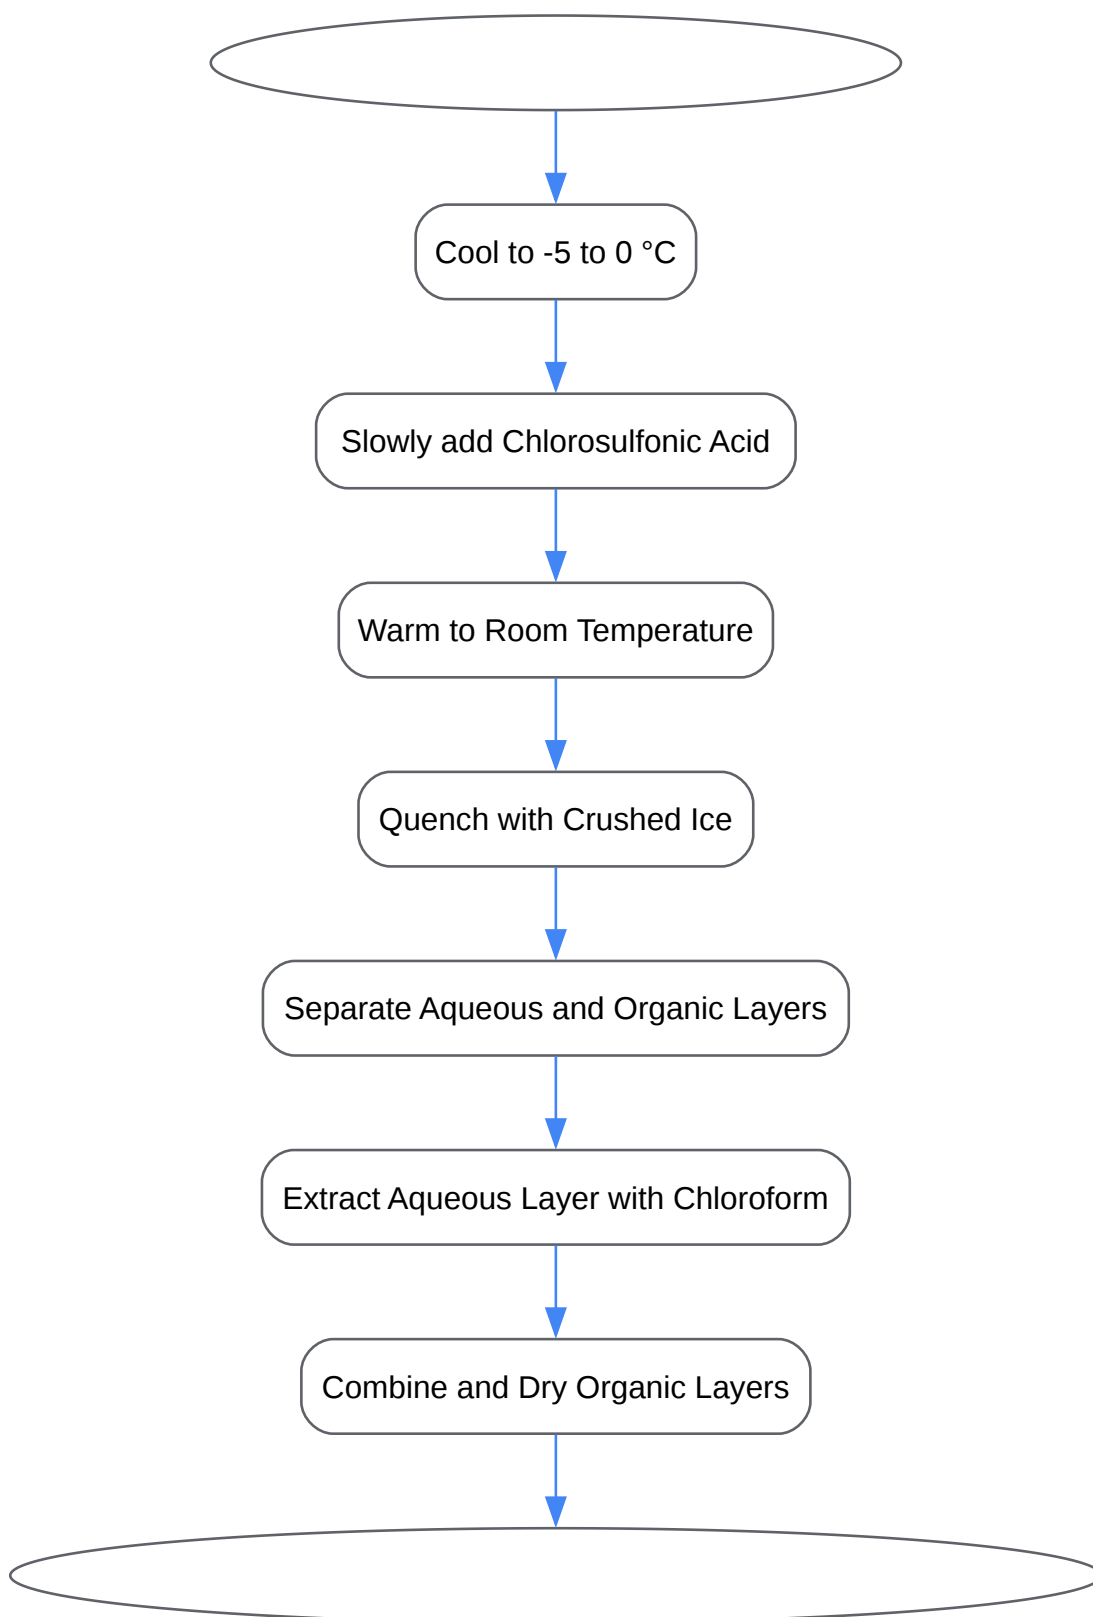 Cool to -5 to 0 °C
Slowly add Chlorosulfonic Acid
Warm to Room Temperature
Quench with Crushed Ice
Separate Aqueous and Organic Layers
Extract Aqueous Layer with Chloroform
Combine and Dry Organic Layers